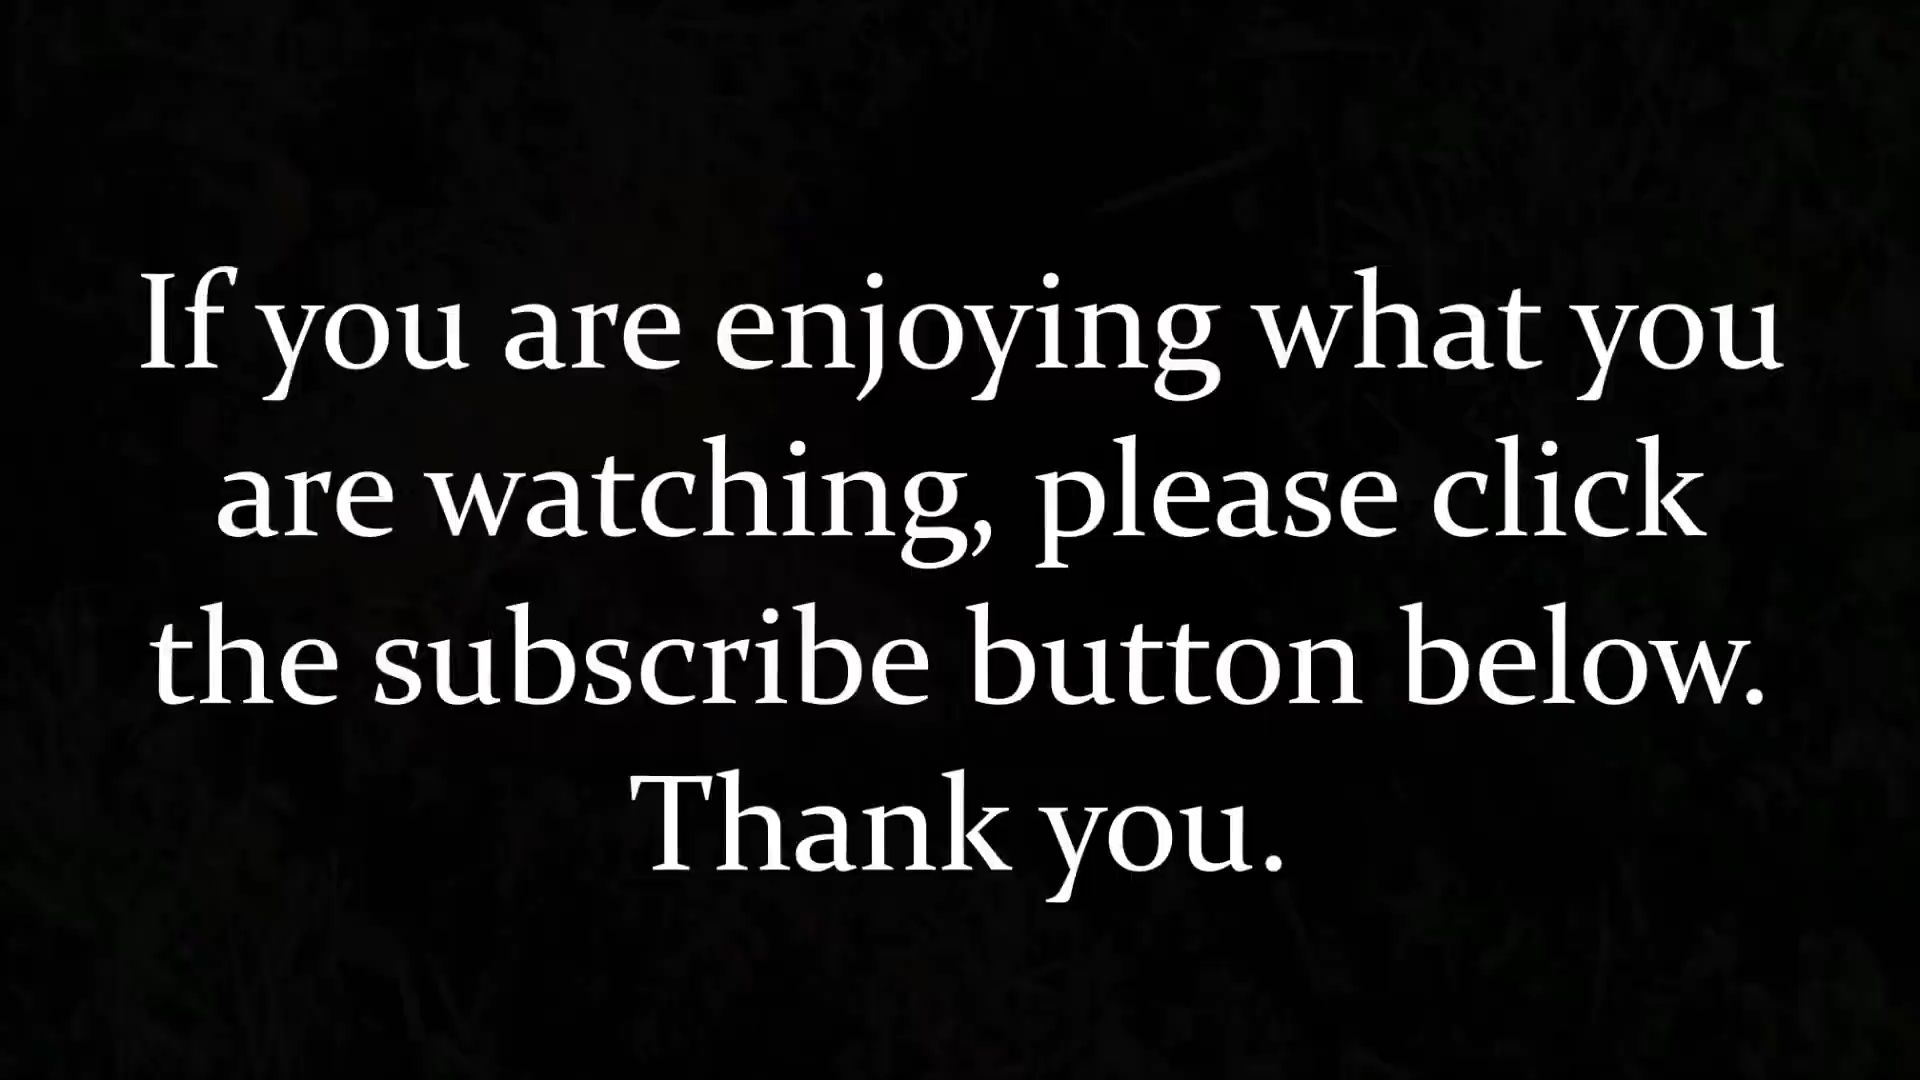 If you are enjoying what you
are watching, please click
the subscribe button below.
Thank you.